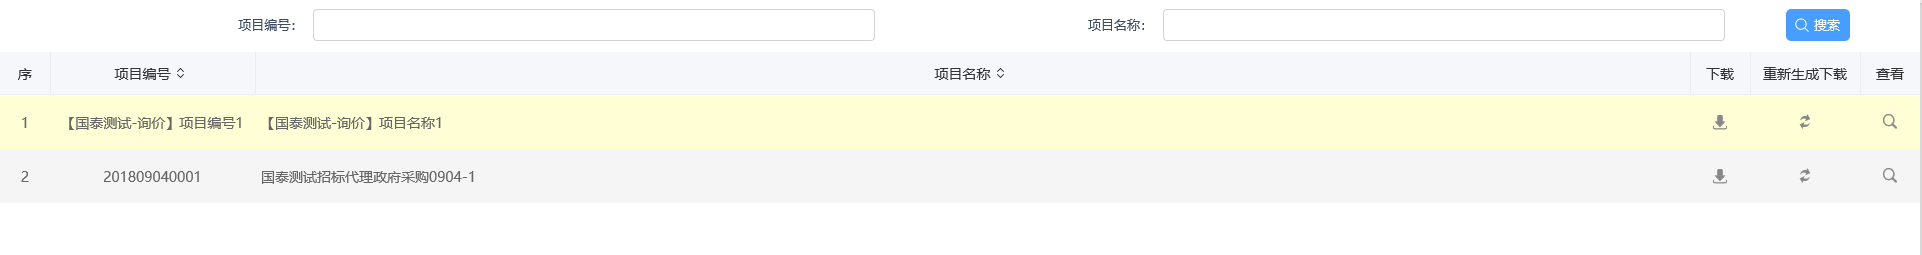 项目编号： 项目名称： 搜索
序 项目编号 项目名称 下载 重新生成下载 查看
1 【国泰测试-询价】项目编号1 【国泰测试-询价】项目名称1
2 201809040001 国泰测试招标代理政府采购0904-1